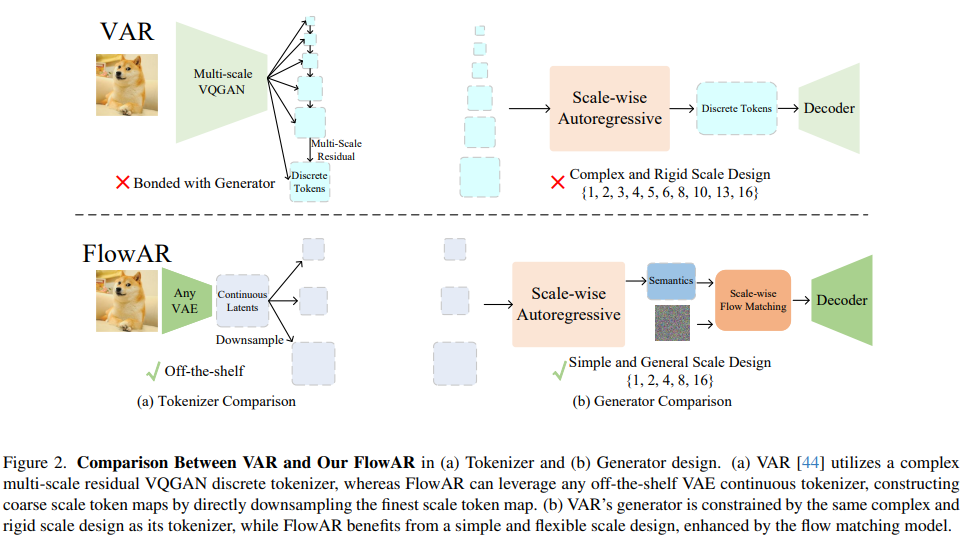 VAR
Multi-scale
VQGAN
Multi-Scale
Residual
Discrete
Tokens
Bonded with Generator
Scale-wise
Autoregressive
Discrete Tokens
Decoder
Complex and Rigid Scale Design
{1, 2, 3, 4, 5, 6, 8, 10, 13, 16}
FlowAR
Any
VAE
Continuous
Latents
Downsample
Off-the-shelf
(a) Tokenizer Comparison
Scale-wise
Autoregressive
Semantics
Scale-wise
Flow Matching
Decoder
Simple and General Scale Design
{1, 2, 4, 8, 16}
(b) Generator Comparison
Figure 2. Comparison Between VAR and Our FlowAR in (a) Tokenizer and (b) Generator design. (a) VAR [44] utilizes a complex
multi-scale residual VQGAN discrete tokenizer, whereas FlowAR can leverage any off-the-shelf VAE continuous tokenizer, constructing
coarse scale token maps by directly downsampling the finest scale token map. (b) VAR's generator is constrained by the same complex and
rigid scale design as its tokenizer, while FlowAR benefits from a simple and flexible scale design, enhanced by the flow matching model.